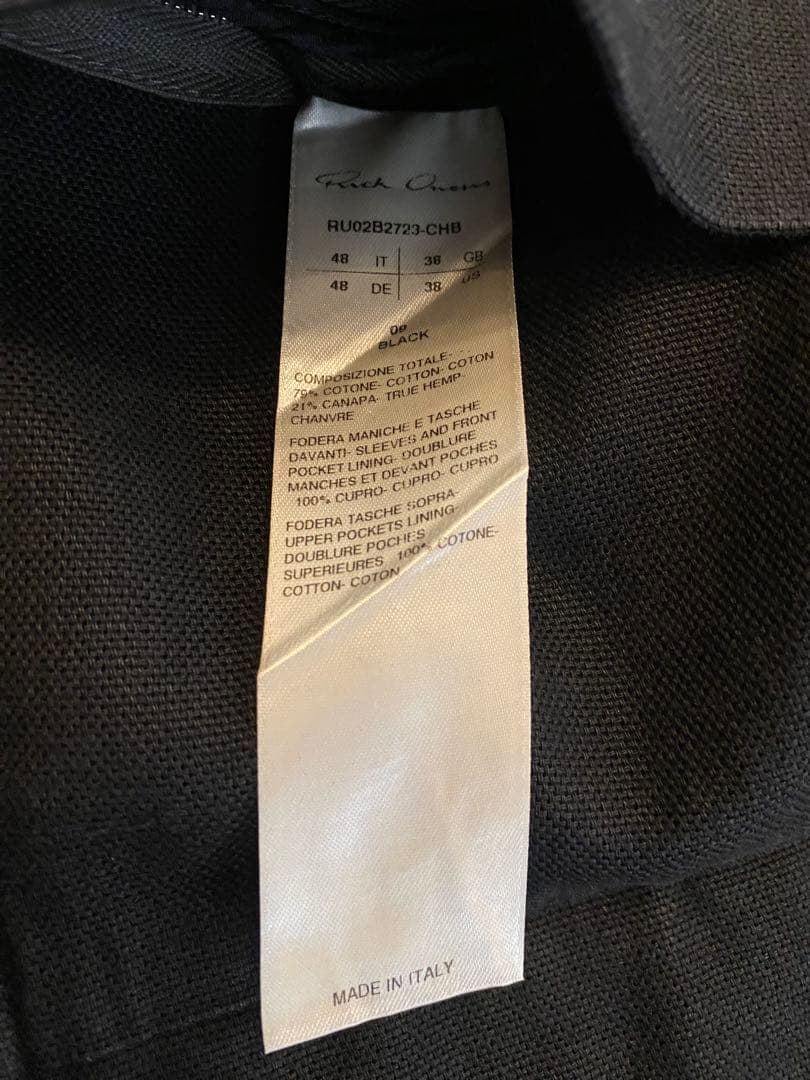 Rick Owens
RU02B2723-CHB
48 IT 38 GB
48 DE 38 US
09
BLACK
COMPOSIZIONE TOTALE-
79% COTONE- COTTON- COTON
21% CANAPA- TRUE HEMP-
CHANVRE
FODERA MANICHE E TASCHE
DAVANTI- SLEEVES AND FRONT
POCKET LINING- DOUBLURE
MANCHES ET DEVANT POCHES
100% CUPRO- CUPRO- CUPRO
FODERA TASCHE SOPRA-
UPPER POCKETS LINING-
DOUBLURE POCHES
SUPERIEURES 100% COTONE-
COTTON- COTON
MADE IN ITALY